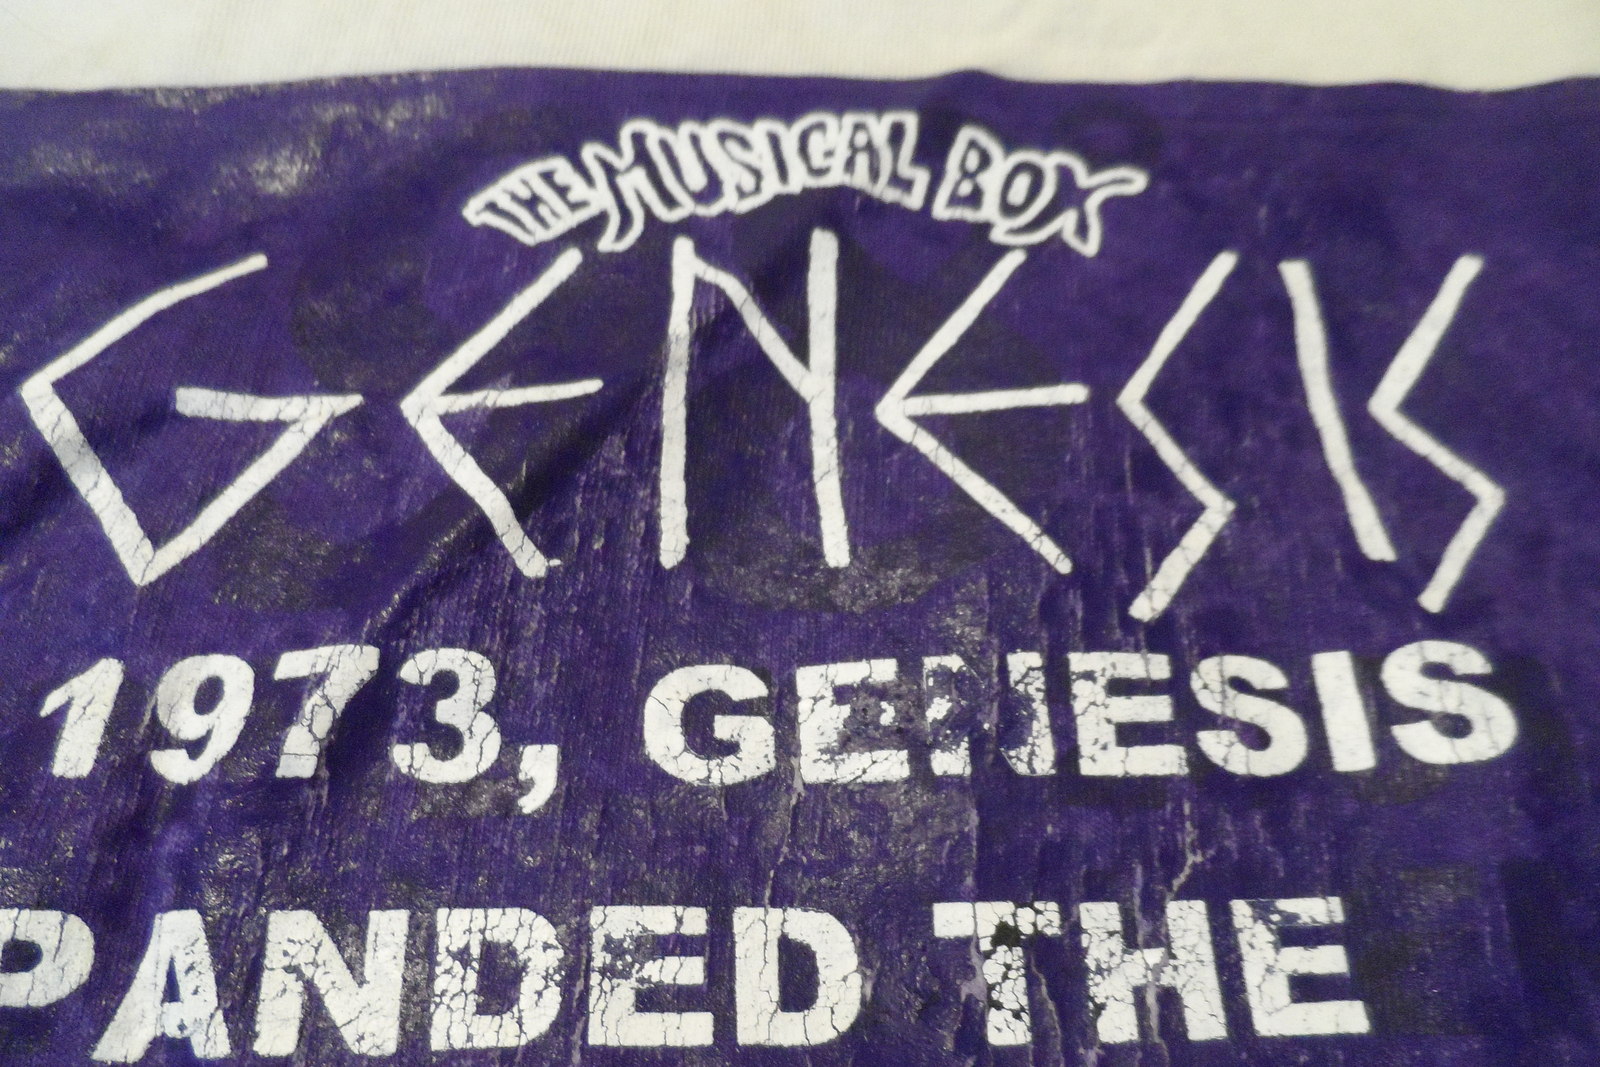 THE MUSICAL BOX
GENESIS
1973, GENESIS
PANDED THE